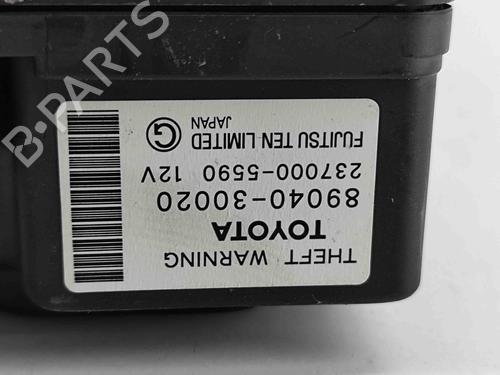 THEFT WARNING
TOYOTA
89040-30020
237000-5590 12V
FUJITSU TEN LIMITED G
JAPAN
B-PARTS